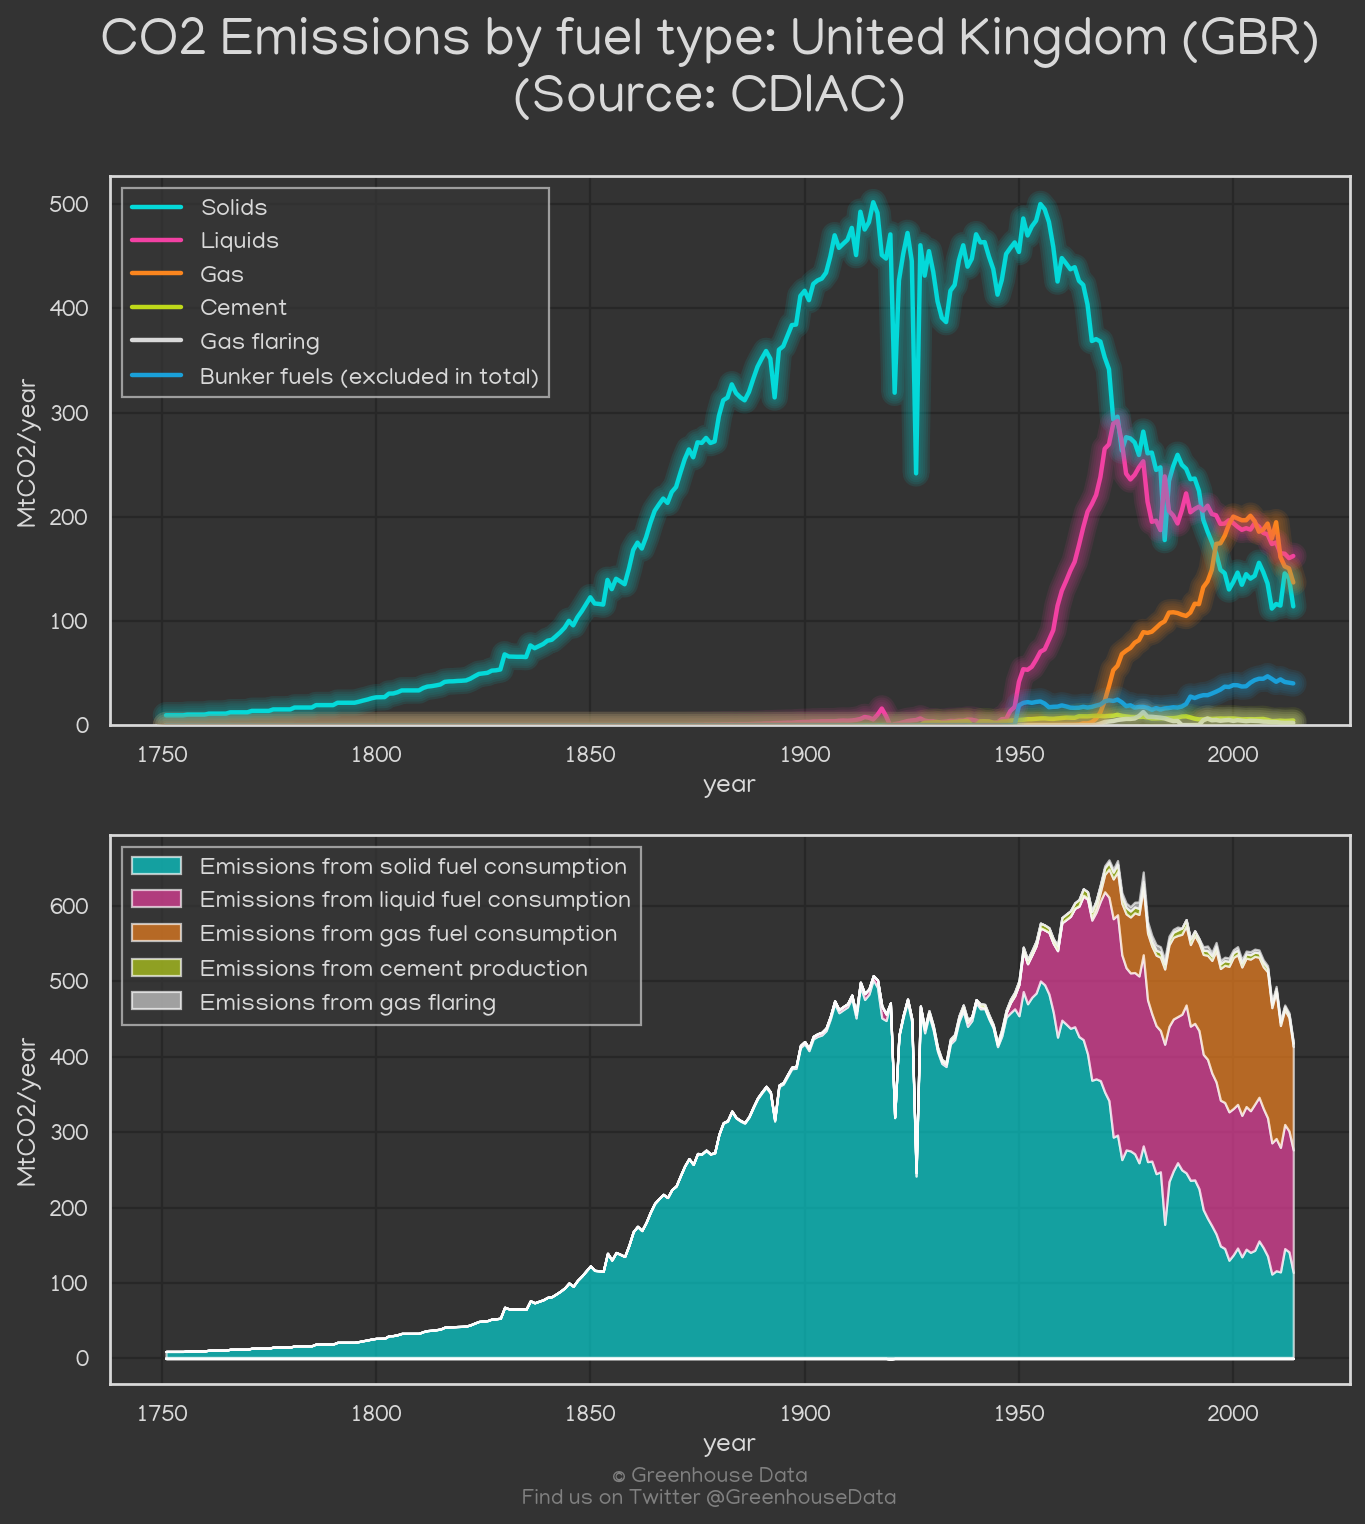 CO2 Emissions by fuel type: United Kingdom (GBR)
(Source: CDIAC)
MtCO2/year
500
400
300
200
100
0
Solids
Liquids
Gas
Cement
Gas flaring
Bunker fuels (excluded in total)
1750 1800 1850 1900 1950 2000
year
MtCO2/year
600
500
400
300
200
100
0
Emissions from solid fuel consumption
Emissions from liquid fuel consumption
Emissions from gas fuel consumption
Emissions from cement production
Emissions from gas flaring
1750 1800 1850 1900 1950 2000
year
© Greenhouse Data
Find us on Twitter @GreenhouseData